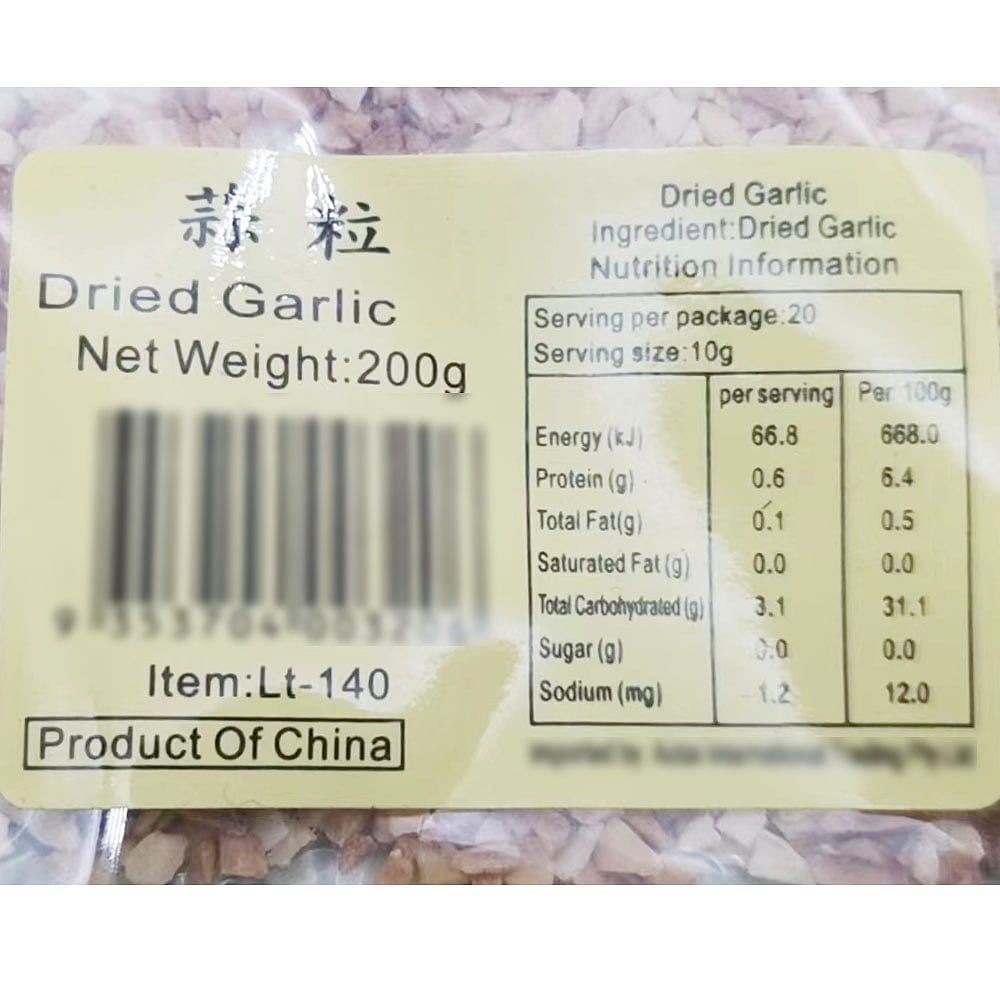 蒜 粒
Dried Garlic
Net Weight:200g
Item:Lt-140
Product Of China
Dried Garlic
Ingredient:Dried Garlic
Nutrition Information
Serving per package:20
Serving size:10g
per serving Per 100g
Energy (kJ) 66.8 668.0
Protein (g) 0.6 6.4
Total Fat(g) 0.1 0.5
Saturated Fat (g) 0.0 0.0
Total Carbohydrated (g) 3.1 31.1
Sugar (g) 0.0 0.0
Sodium (mg) 1.2 12.0